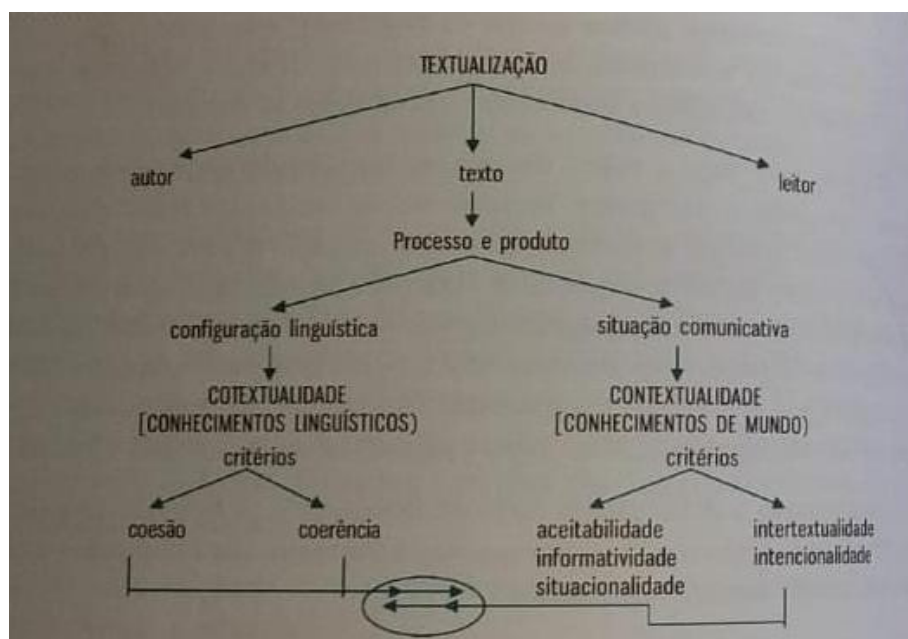 TEXTUALIZAÇÃO
autor
texto
leitor
Processo e produto
configuração linguística
situação comunicativa
COTEXTUALIDADE
[CONHECIMENTOS LINGUÍSTICOS)
CONTEXTUALIDADE
[CONHECIMENTOS DE MUNDO)
critérios
critérios
coesão
coerência
aceitabilidade
informatividade
situacionalidade
intertextualidade
intencionalidade